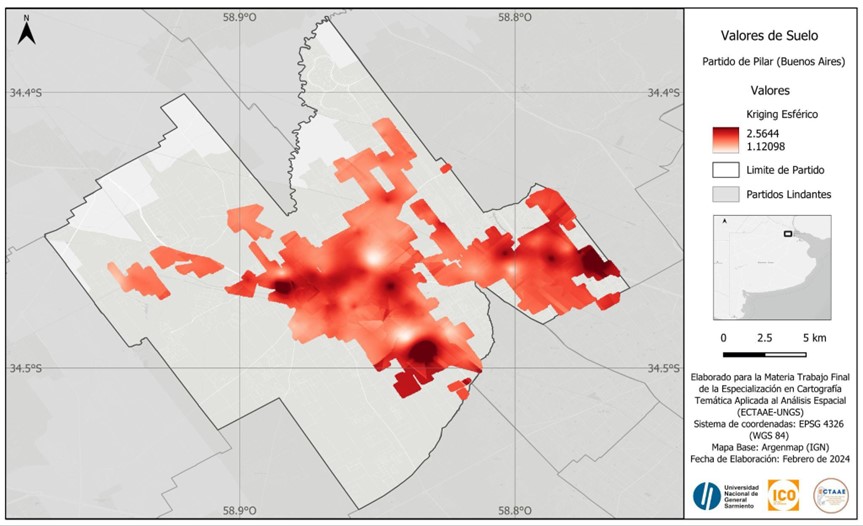 N
58.9°O
58.8°O
34.4°S
34.4°S
34.5°S
34.5°S
58.9°O
58.8°O
Valores de Suelo
Partido de Pilar (Buenos Aires)
Valores
Kriging Esférico
2.5644
1.12098
Limite de Partido
Partidos Lindantes
0 2.5 5 km
Elaborado para la Materia Trabajo Final
de la Especialización en Cartografía
Temática Aplicada al Análisis Espacial
(ECTAAE-UNGS)
Sistema de coordenadas: EPSG 4326
(WGS 84)
Mapa Base: Argenmap (IGN)
Fecha de Elaboración: Febrero de 2024
Universidad
Nacional de
General
Sarmiento
ICO
ECTAAE